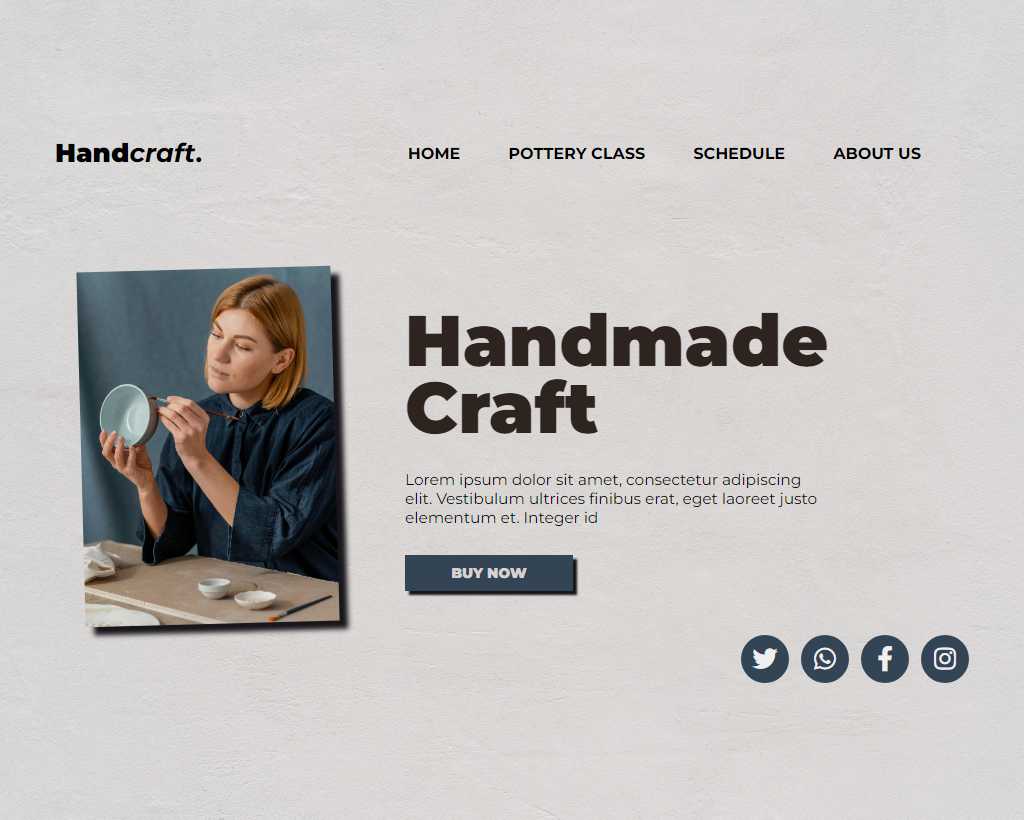 Handcraft.
HOME POTTERY CLASS SCHEDULE ABOUT US
Handmade
Craft
Lorem ipsum dolor sit amet, consectetur adipiscing
elit. Vestibulum ultrices finibus erat, eget laoreet justo
elementum et. Integer id
BUY NOW